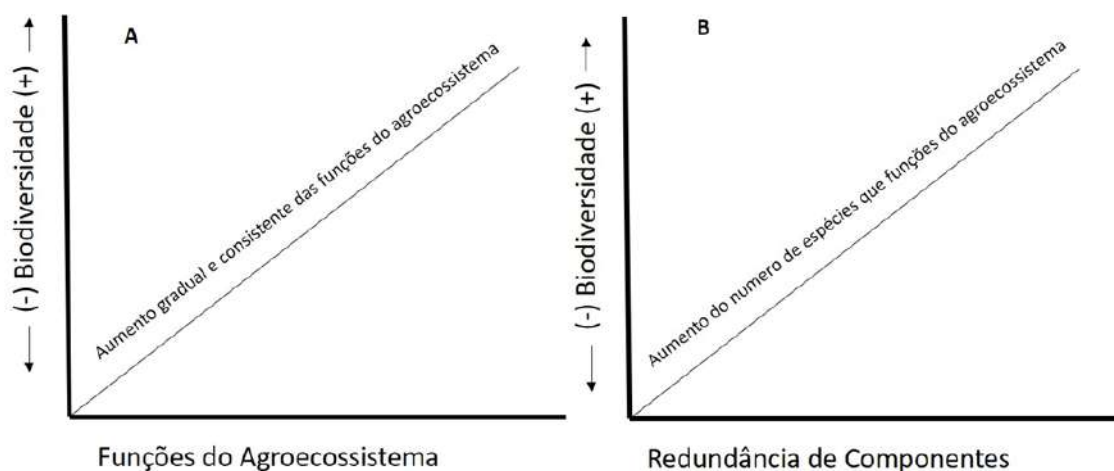 A
(-) Biodiversidade (+)
Aumento gradual e consistente das funções do agroecossistema
Funções do Agroecossistema
B
(-) Biodiversidade (+)
Aumento do numero de espécies que funções do agroecossistema
Redundância de Componentes